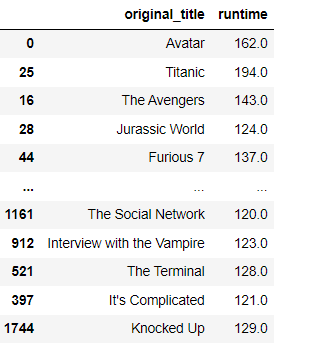 original_title runtime
0 Avatar 162.0
25 Titanic 194.0
16 The Avengers 143.0
28 Jurassic World 124.0
44 Furious 7 137.0
... ... ...
1161 The Social Network 120.0
912 Interview with the Vampire 123.0
521 The Terminal 128.0
397 It's Complicated 121.0
1744 Knocked Up 129.0